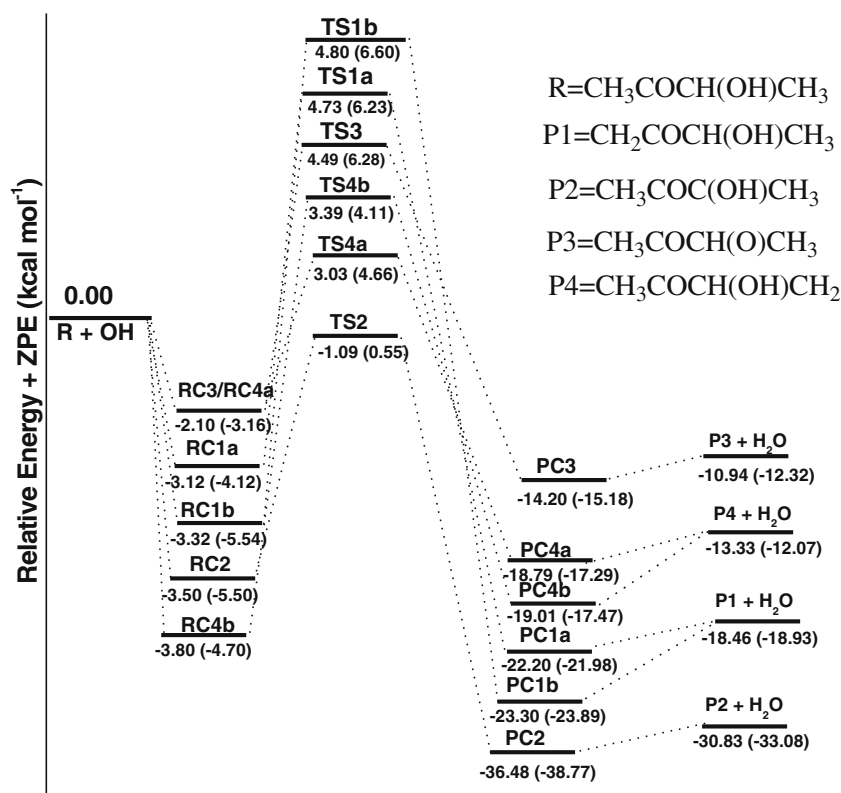 Relative Energy + ZPE (kcal mol⁻¹)
0.00
R + OH
TS1b
4.80 (6.60)
TS1a
4.73 (6.23)
TS3
4.49 (6.28)
TS4b
3.39 (4.11)
TS4a
3.03 (4.66)
TS2
-1.09 (0.55)
RC3/RC4a
-2.10 (-3.16)
RC1a
-3.12 (-4.12)
RC1b
-3.32 (-5.54)
RC2
-3.50 (-5.50)
RC4b
-3.80 (-4.70)
R=CH₃COCH(OH)CH₃
P1=CH₂COCH(OH)CH₃
P2=CH₃COC(OH)CH₃
P3=CH₃COCH(O)CH₃
P4=CH₃COCH(OH)CH₂
PC3
-14.20 (-15.18)
PC4a
-18.79 (-17.29)
PC4b
-19.01 (-17.47)
PC1a
-22.20 (-21.98)
PC1b
-23.30 (-23.89)
PC2
-36.48 (-38.77)
P3 + H₂O
-10.94 (-12.32)
P4 + H₂O
-13.33 (-12.07)
P1 + H₂O
-18.46 (-18.93)
P2 + H₂O
-30.83 (-33.08)